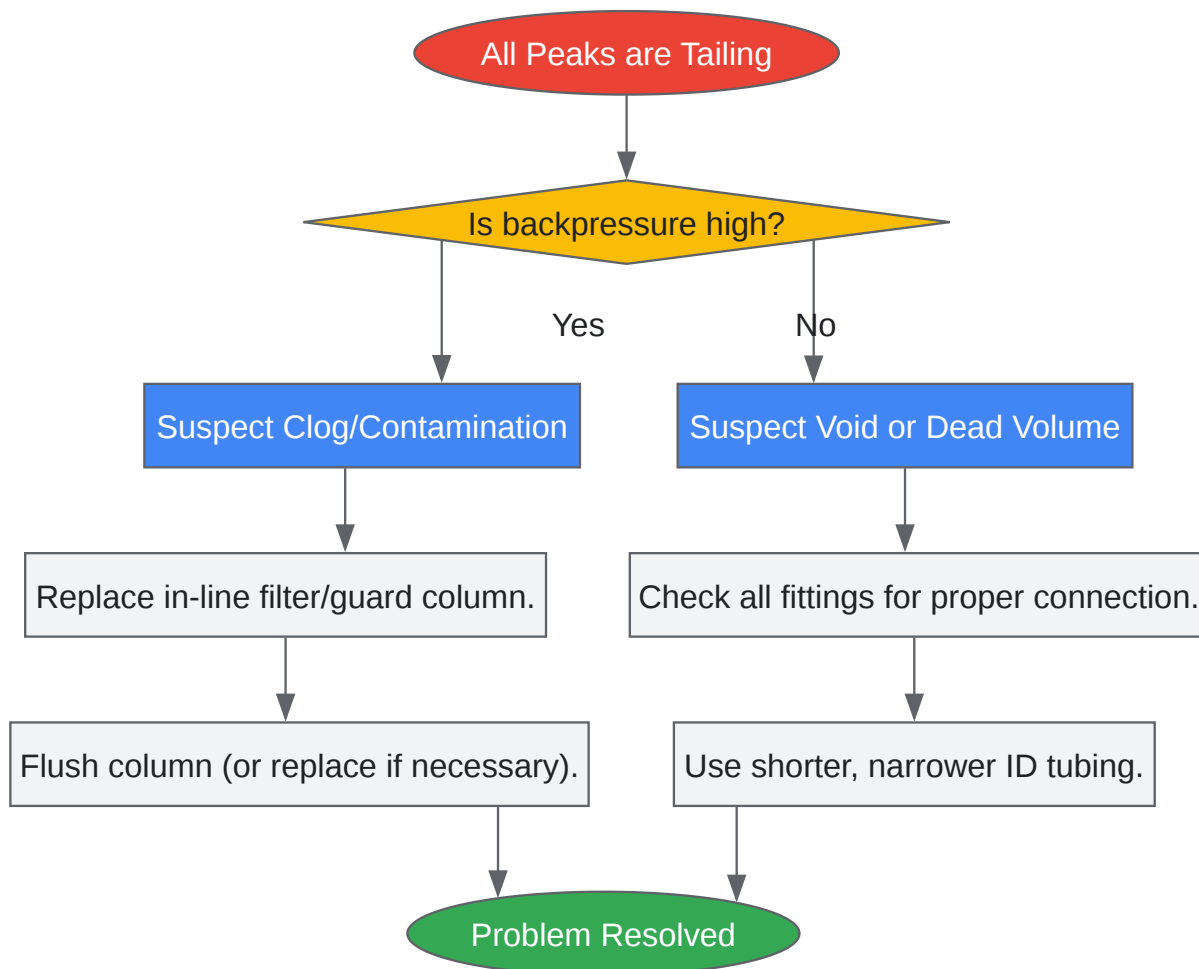 All Peaks are Tailing
Is backpressure high?
Yes
No
Suspect Clog/Contamination
Suspect Void or Dead Volume
Replace in-line filter/guard column.
Check all fittings for proper connection.
Flush column (or replace if necessary).
Use shorter, narrower ID tubing.
Problem Resolved